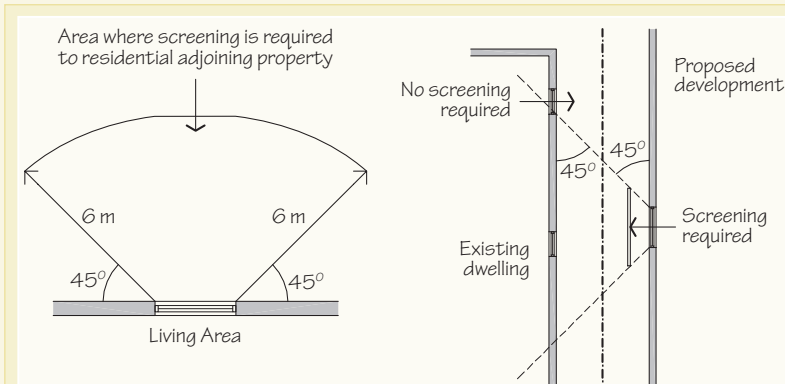 Area where screening is required
to residential adjoining property
6 m
6 m
45°
45°
Living Area
No screening
required
Proposed
development
45°
45°
Screening
required
Existing
dwelling